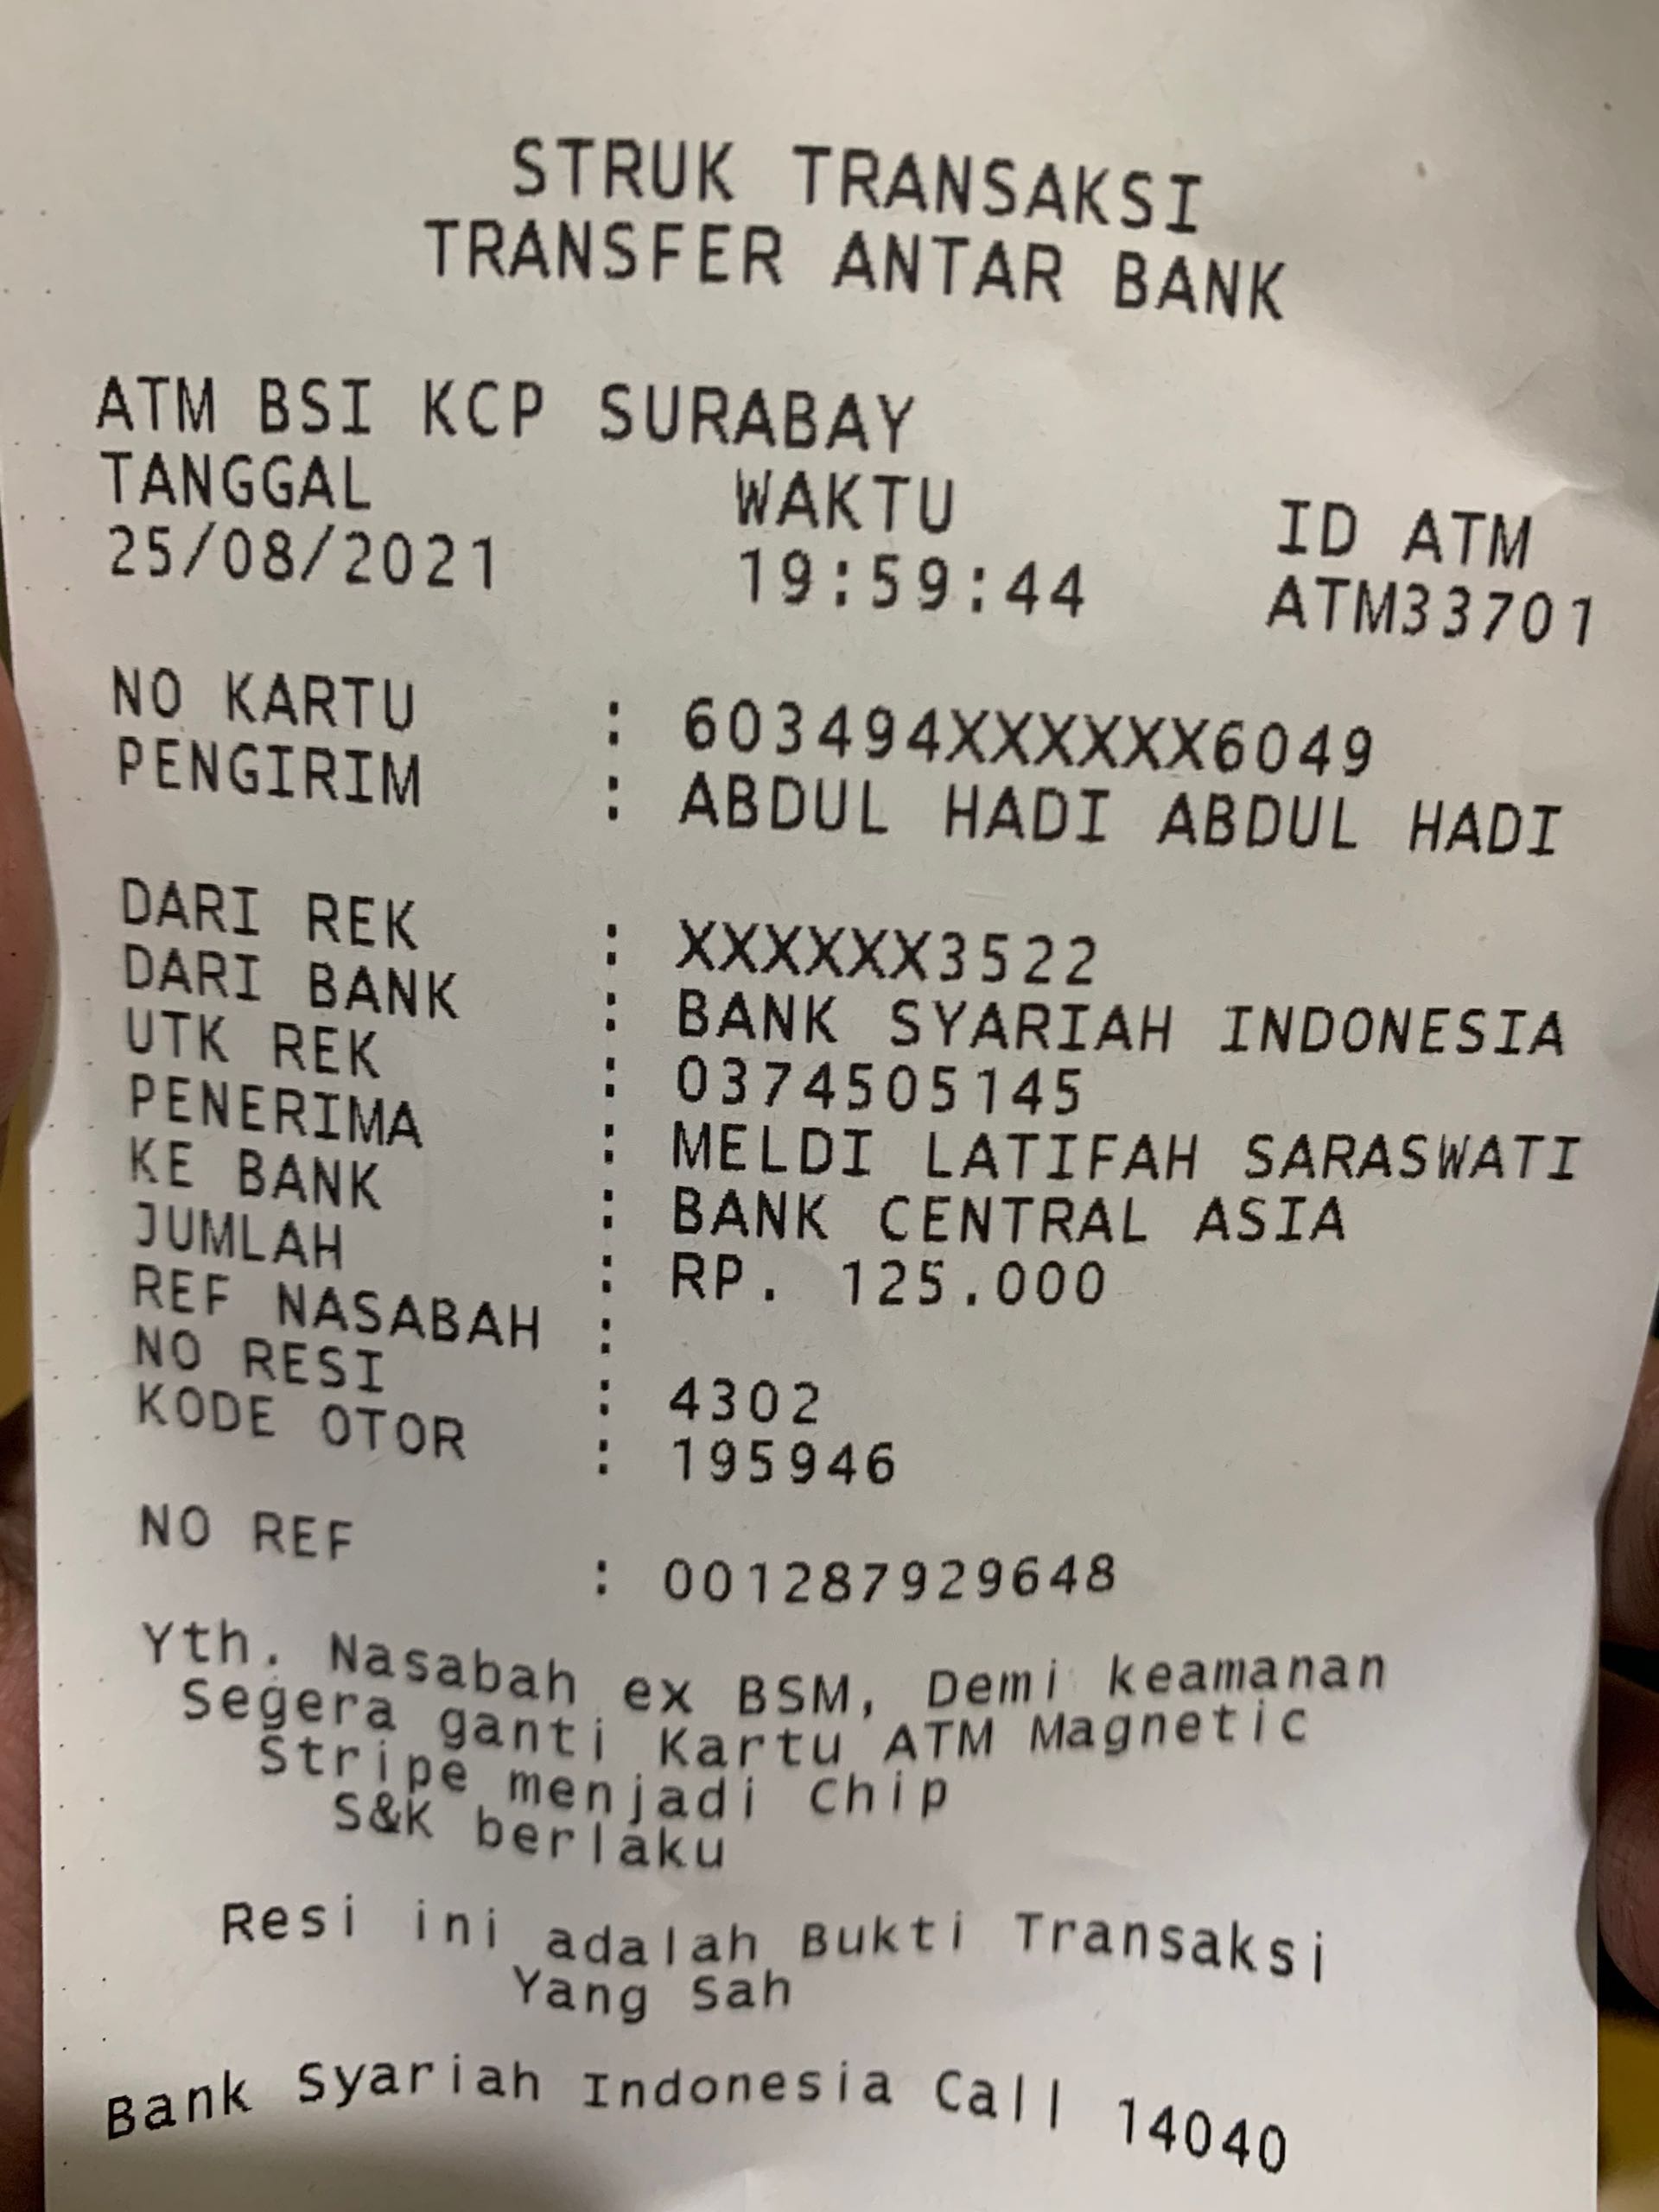 STRUK TRANSAKSI
TRANSFER ANTAR BANK
ATM BSI KCP SURABAY
TANGGAL WAKTU ID ATM
25/08/2021 19:59:44 ATM33701
NO KARTU : 603494XXXXXX6049
PENGIRIM : ABDUL HADI ABDUL HADI
DARI REK : XXXXXX3522
DARI BANK : BANK SYARIAH INDONESIA
UTK REK : 0374505145
PENERIMA : MELDI LATIFAH SARASWATI
KE BANK : BANK CENTRAL ASIA
JUMLAH : RP. 125.000
REF NASABAH :
NO RESI : 4302
KODE OTOR : 195946
NO REF : 001287929648
Yth. Nasabah ex BSM, Demi keamanan
Segera ganti Kartu ATM Magnetic
Stripe menjadi Chip
S&K berlaku
Resi ini adalah Bukti Transaksi
Yang Sah
Bank Syariah Indonesia Call 14040